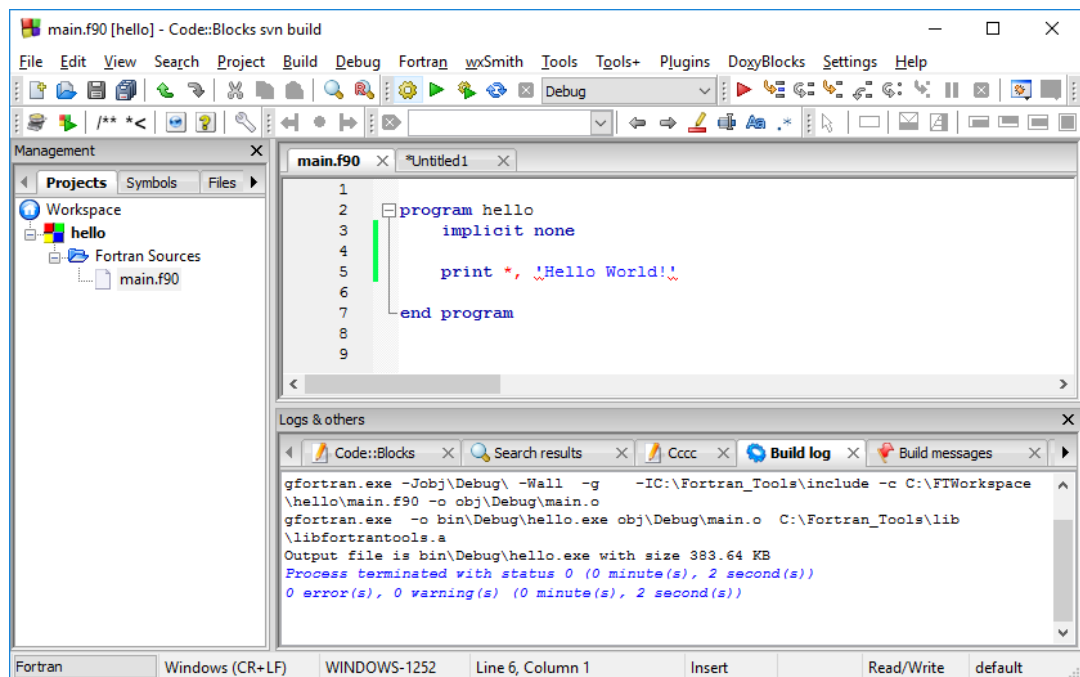 main.f90 [hello] - Code::Blocks svn build
File Edit View Search Project Build Debug Fortran wxSmith Tools Tools+ Plugins DoxyBlocks Settings Help
Debug
/** *<
Aa .*
Management
Projects Symbols Files
main.f90 *Untitled1
Workspace
hello
Fortran Sources
main.f90
1
2 program hello
3 implicit none
4
5 print *, 'Hello World!'
6
7 end program
8
9
Logs & others
Code::Blocks Search results Cccc Build log Build messages
gfortran.exe -Jobj\Debug\ -Wall -g -IC:\Fortran_Tools\include -c C:\FTWorkspace
\hello\main.f90 -o obj\Debug\main.o
gfortran.exe -o bin\Debug\hello.exe obj\Debug\main.o C:\Fortran_Tools\lib
\libfortrantools.a
Output file is bin\Debug\hello.exe with size 383.64 KB
Process terminated with status 0 (0 minute(s), 2 second(s))
0 error(s), 0 warning(s) (0 minute(s), 2 second(s))
Fortran Windows (CR+LF) WINDOWS-1252 Line 6, Column 1 Insert Read/Write default